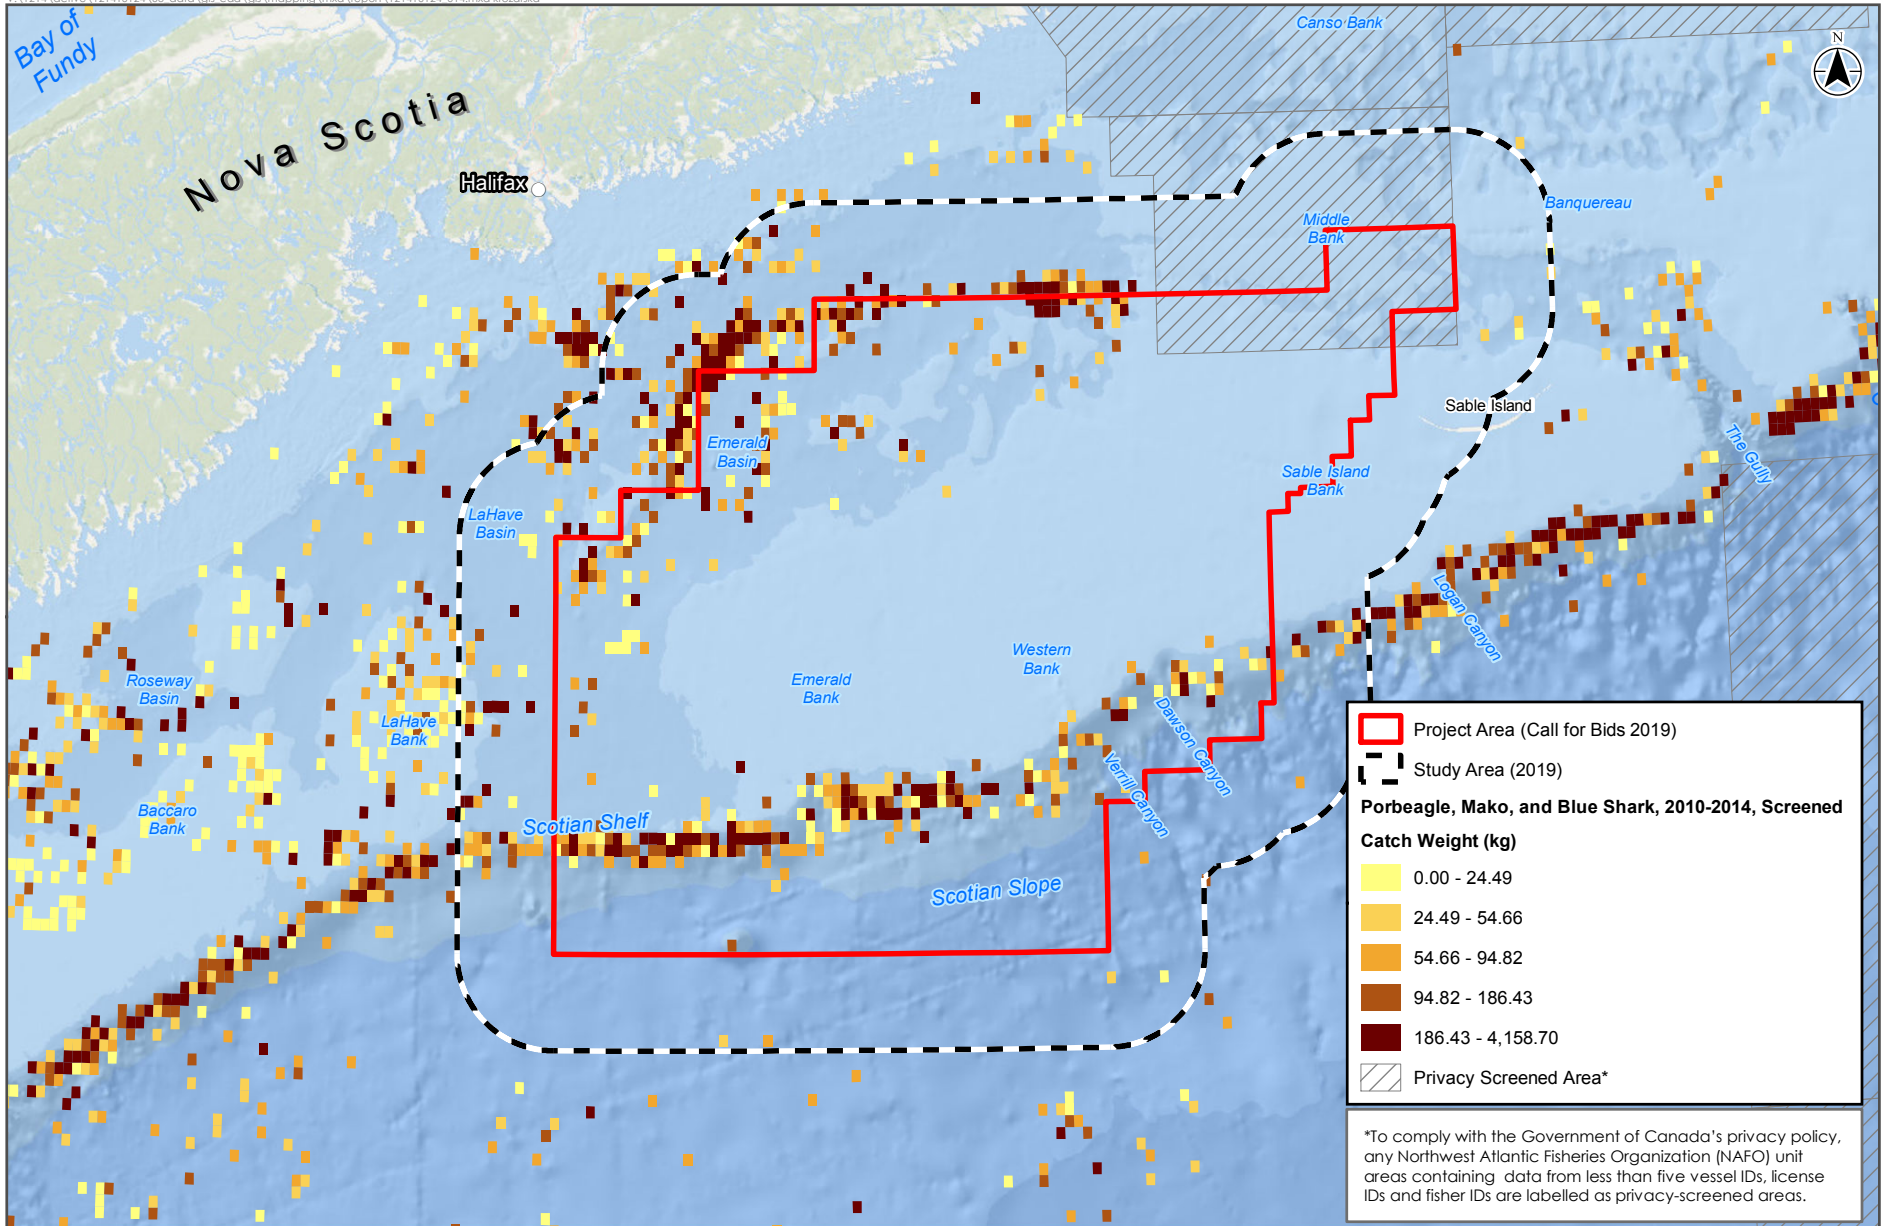 Bay of
Fundy
Nova Scotia
Halifax
Canso Bank
N
Middle
Bank
Banquereau
Sable Island
The Gully
Emerald
Basin
Sable Island
Bank
LaHave
Basin
Logan Canyon
Western
Bank
Emerald
Bank
Roseway
Basin
LaHave
Bank
Dawson Canyon
Verrill Canyon
Baccaro
Bank
Scotian Shelf
Scotian Slope
Project Area (Call for Bids 2019)
Study Area (2019)
Porbeagle, Mako, and Blue Shark, 2010-2014, Screened
Catch Weight (kg)
0.00 - 24.49
24.49 - 54.66
54.66 - 94.82
94.82 - 186.43
186.43 - 4,158.70
Privacy Screened Area*
*To comply with the Government of Canada's privacy policy,
any Northwest Atlantic Fisheries Organization (NAFO) unit
areas containing data from less than five vessel IDs, license
IDs and fisher IDs are labelled as privacy-screened areas.